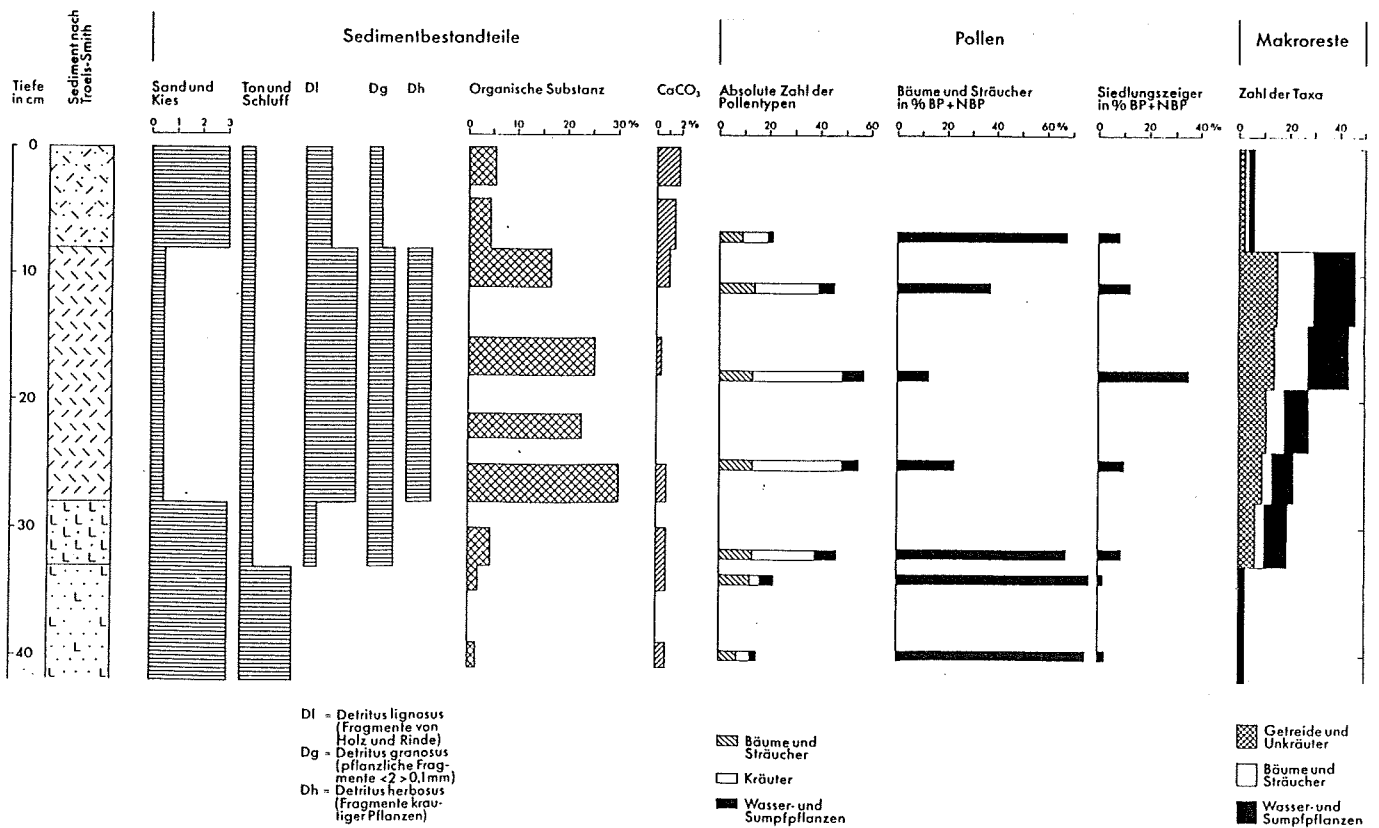 Sedimentbestandteile
Pollen
Makroreste
Tiefe
in cm
Sediment nach
Troels-Smith
Sand und
Kies
Ton und
Schluff
Dl
Dg
Dh
Organische Substanz
CaCO₃
Absolute Zahl der
Pollentypen
Bäume und Sträucher
in % BP+NBP
Siedlungszeiger
in % BP+NBP
Zahl der Taxa
0 1 2 3
0 10 20 30 %
0 2 %
0 20 40 60
0 20 40 60 %
0 20 40 %
0 20 40
0
10
20
30
40
L L L L
L L L
L L L L
L L
L
L L
L
L L
Dl = Detritus lignosus
(Fragmente von
Holz und Rinde)
Dg = Detritus granosus
(pflanzliche Frag-
mente <2 >0,1mm)
Dh = Detritus herbosus
(Fragmente krau-
tiger Pflanzen)
Bäume und
Sträucher
Kräuter
Wasser- und
Sumpfpflanzen
Getreide und
Unkräuter
Bäume und
Sträucher
Wasser- und
Sumpfpflanzen